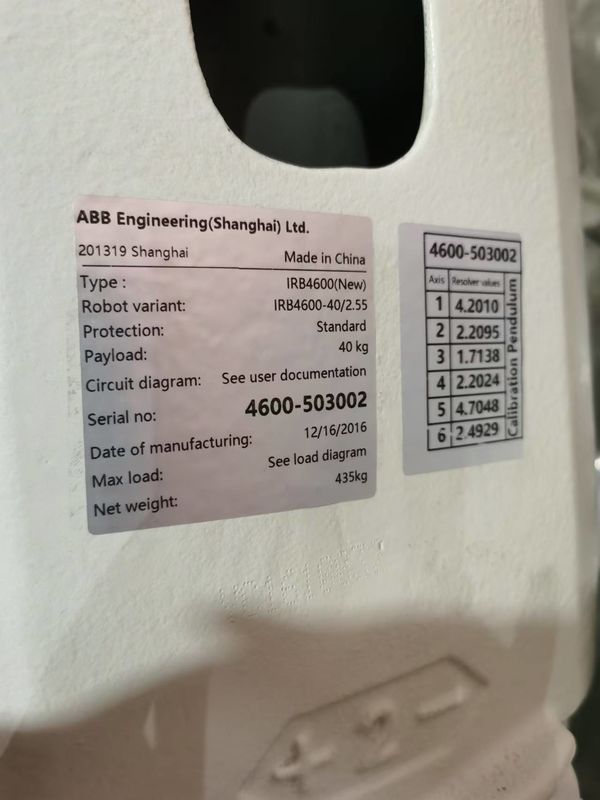 ABB Engineering(Shanghai) Ltd.
201319 Shanghai Made in China
Type : IRB4600(New)
Robot variant: IRB4600-40/2.55
Protection: Standard
Payload: 40 kg
Circuit diagram: See user documentation
Serial no: 4600-503002
Date of manufacturing: 12/16/2016
Max load: See load diagram
Net weight: 435kg
4600-503002
Axis Resolver values
1 4.2010
2 2.2095
3 1.7138
4 2.2024
5 4.7048
6 2.4929
Calibration Pendulum
+ 2 -